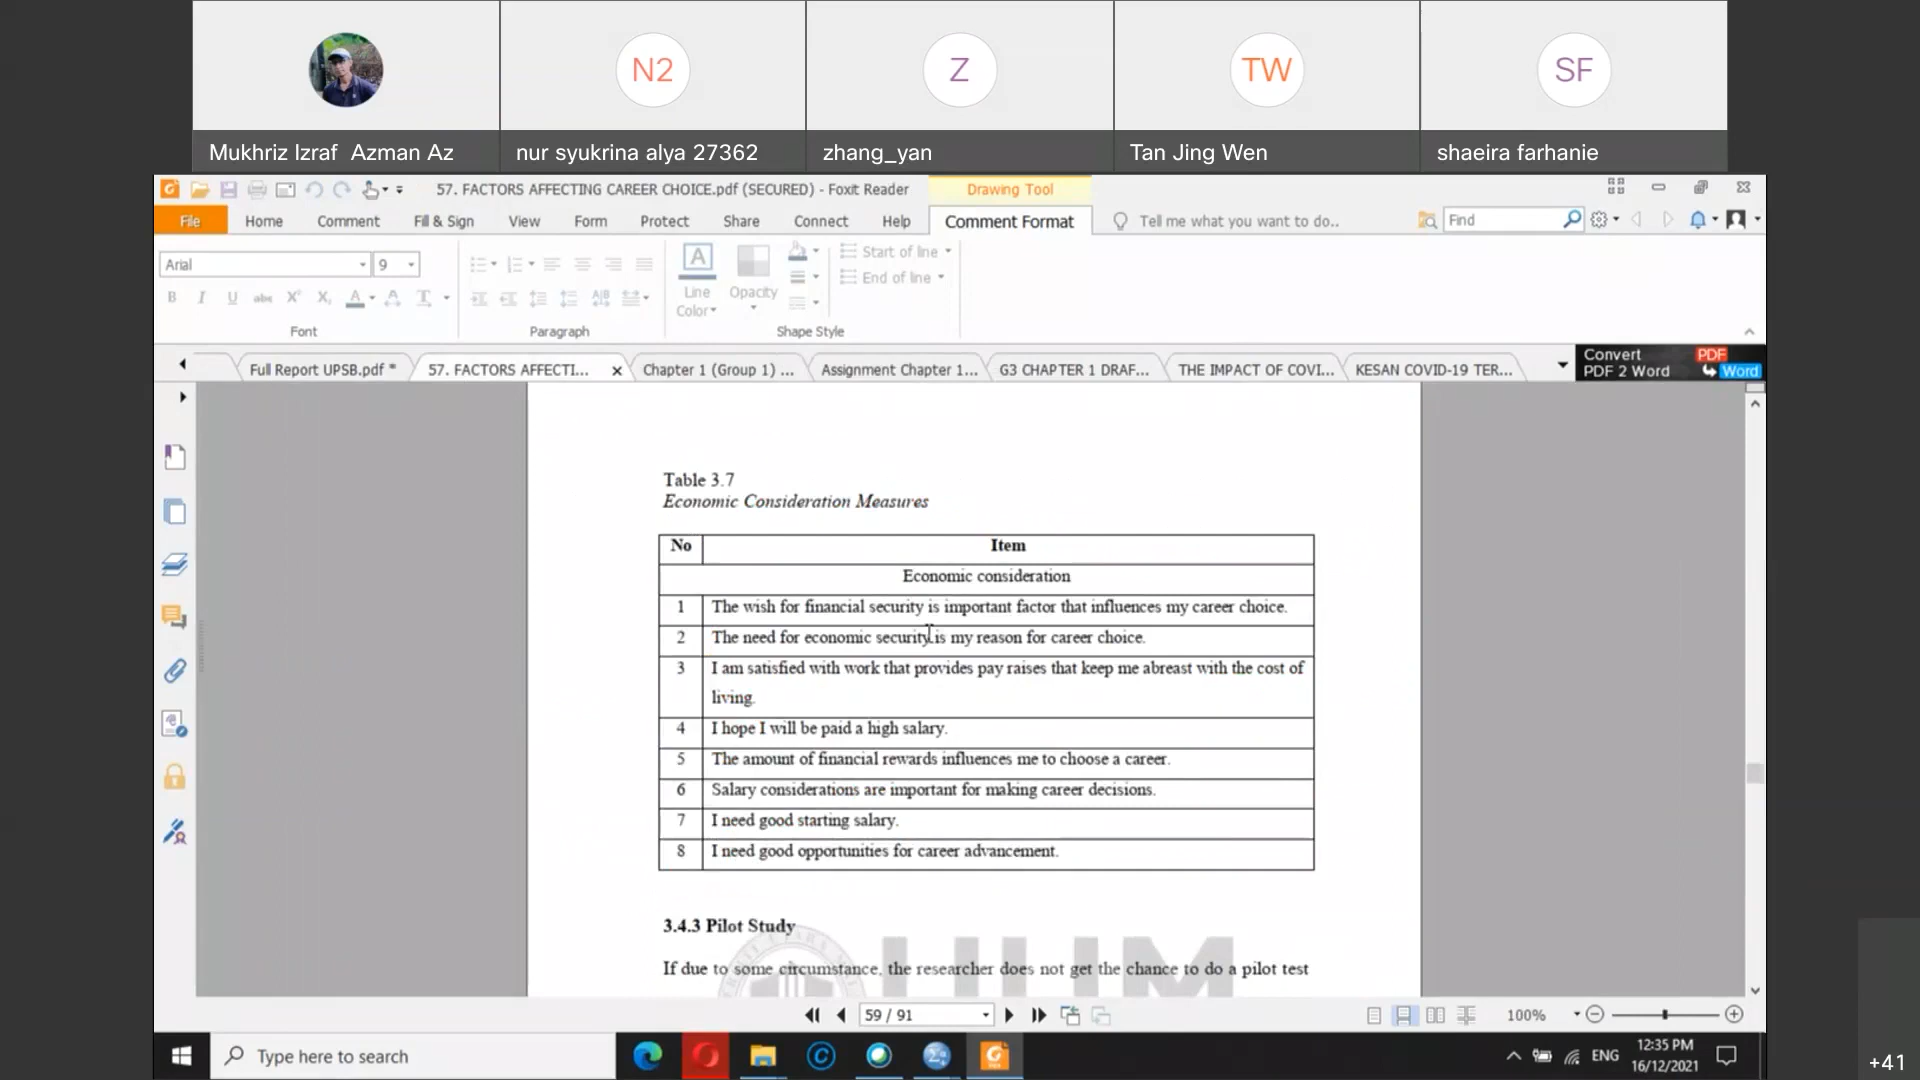 N2
Z
TW
SF
Mukhriz Izraf Azman Az
nur syukrina alya 27362
zhang_yan
Tan Jing Wen
shaeira farhanie
57. FACTORS AFFECTING CAREER CHOICE.pdf (SECURED) - Foxit Reader
Drawing Tool
File
Home
Comment
Fill & Sign
View
Form
Protect
Share
Connect
Help
Comment Format
Tell me what you want to do..
Find
Arial
9
Start of line
End of line
Line
Color
Opacity
Font
Paragraph
Shape Style
Full Report UPSB.pdf *
57. FACTORS AFFECTI...
Chapter 1 (Group 1) ...
Assignment Chapter 1...
G3 CHAPTER 1 DRAF...
THE IMPACT OF COVI...
KESAN COVID-19 TER...
Convert PDF
PDF 2 Word Word
Table 3.7
Economic Consideration Measures
No Item
Economic consideration
1 The wish for financial security is important factor that influences my career choice.
2 The need for economic security is my reason for career choice.
3 I am satisfied with work that provides pay raises that keep me abreast with the cost of
living.
4 I hope I will be paid a high salary.
5 The amount of financial rewards influences me to choose a career.
6 Salary considerations are important for making career decisions.
7 I need good starting salary.
8 I need good opportunities for career advancement.
3.4.3 Pilot Study
If due to some circumstance, the researcher does not get the chance to do a pilot test
59 / 91
100%
Type here to search
ENG
12:35 PM
16/12/2021
+41